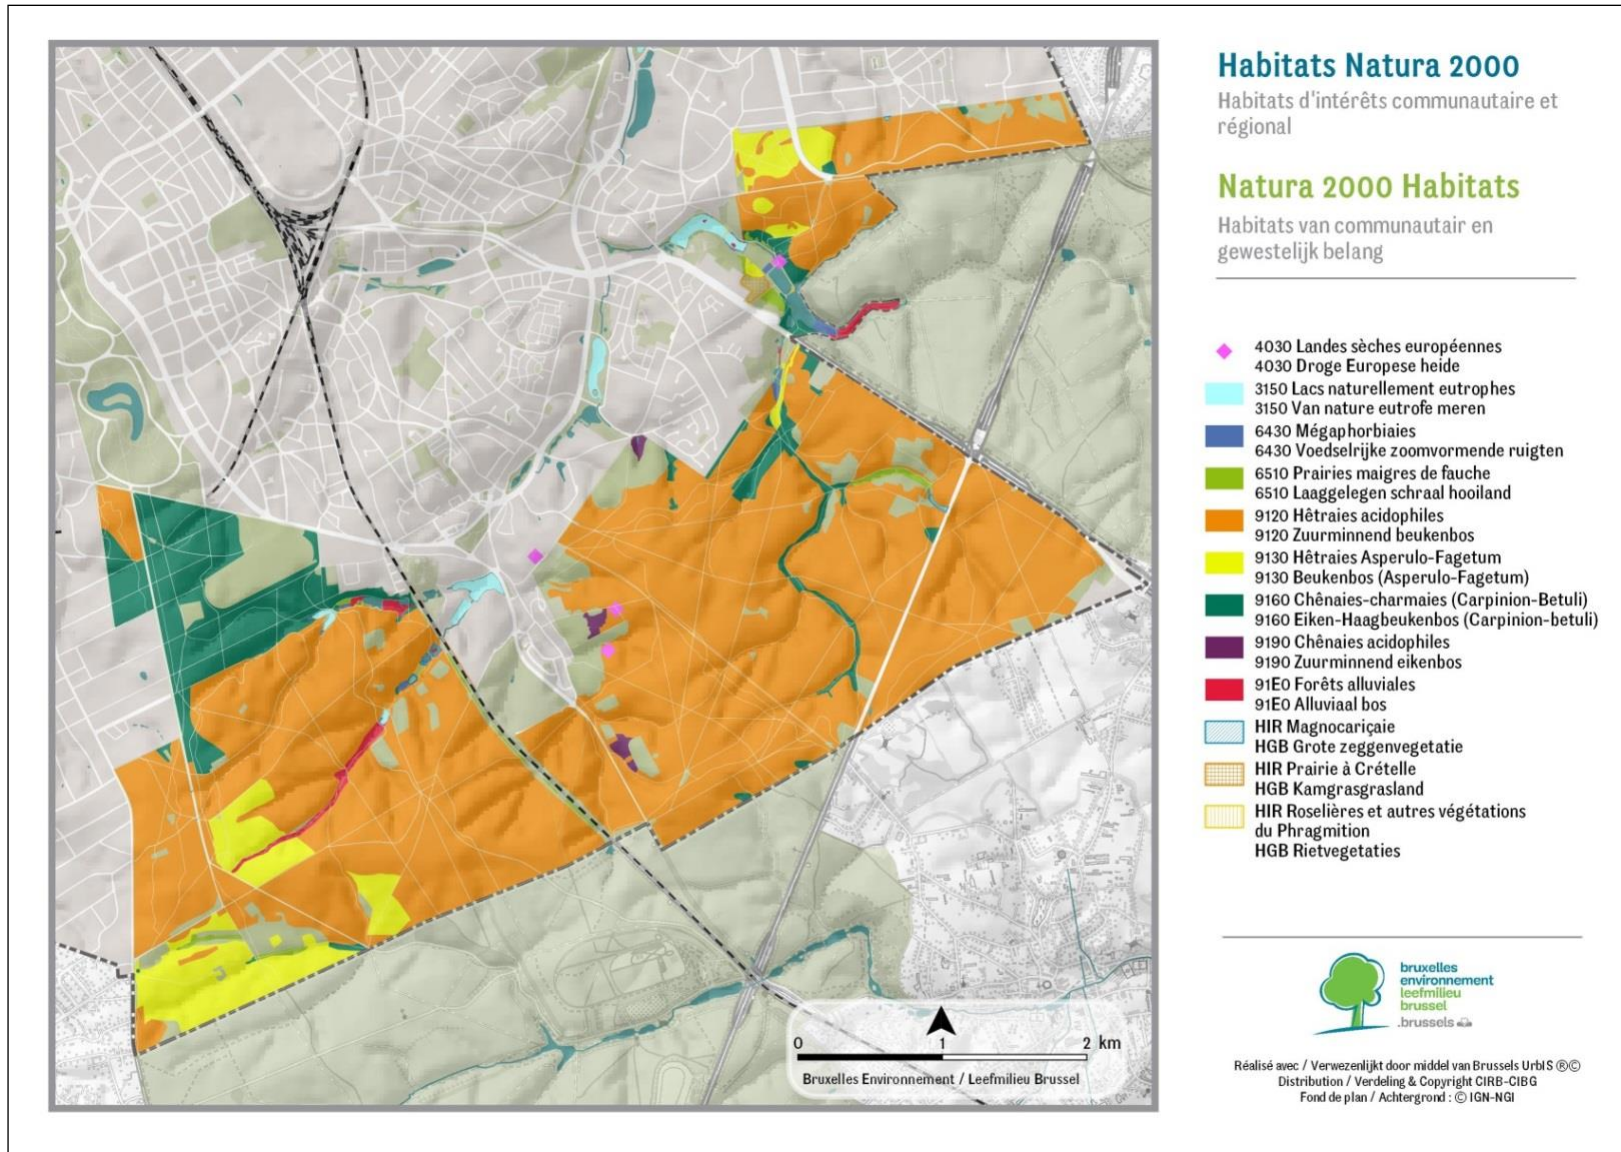 Habitats Natura 2000
Habitats d'intérêts communautaire et
régional
Natura 2000 Habitats
Habitats van communautair en
gewestelijk belang
4030 Landes sèches européennes
4030 Droge Europese heide
3150 Lacs naturellement eutrophes
3150 Van nature eutrofe meren
6430 Mégaphorbiaies
6430 Voedselrijke zoomvormende ruigten
6510 Prairies maigres de fauche
6510 Laaggelegen schraal hooiland
9120 Hêtraies acidophiles
9120 Zuurminnend beukenbos
9130 Hêtraies Asperulo-Fagetum
9130 Beukenbos (Asperulo-Fagetum)
9160 Chênaies-charmaies (Carpinion-Betuli)
9160 Eiken-Haagbeukenbos (Carpinion-betuli)
9190 Chênaies acidophiles
9190 Zuurminnend eikenbos
91E0 Forêts alluviales
91E0 Alluviaal bos
HIR Magnocariçaie
HGB Grote zeggenvegetatie
HIR Prairie à Crételle
HGB Kamgrasgrasland
HIR Roselières et autres végétations
du Phragmition
HGB Rietvegetaties
bruxelles
environnement
leefmilieu
brussel
.brussels
0 1 2 km
Bruxelles Environnement / Leefmilieu Brussel
Réalisé avec / Verwezenlijkt door middel van Brussels UrbIS ®©
Distribution / Verdeling & Copyright CIRB-CIBG
Fond de plan / Achtergrond : © IGN-NGI